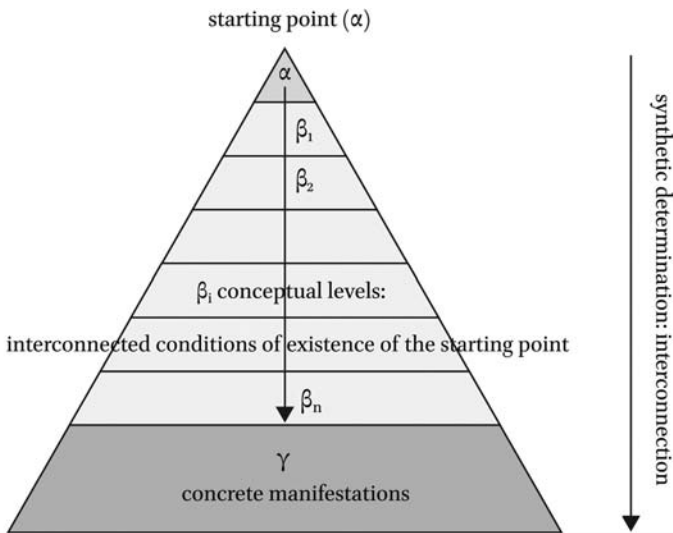 starting point (α)
α
β₁
β₂
βᵢ conceptual levels:
interconnected conditions of existence of the starting point
βₙ
γ
concrete manifestations
synthetic determination: interconnection